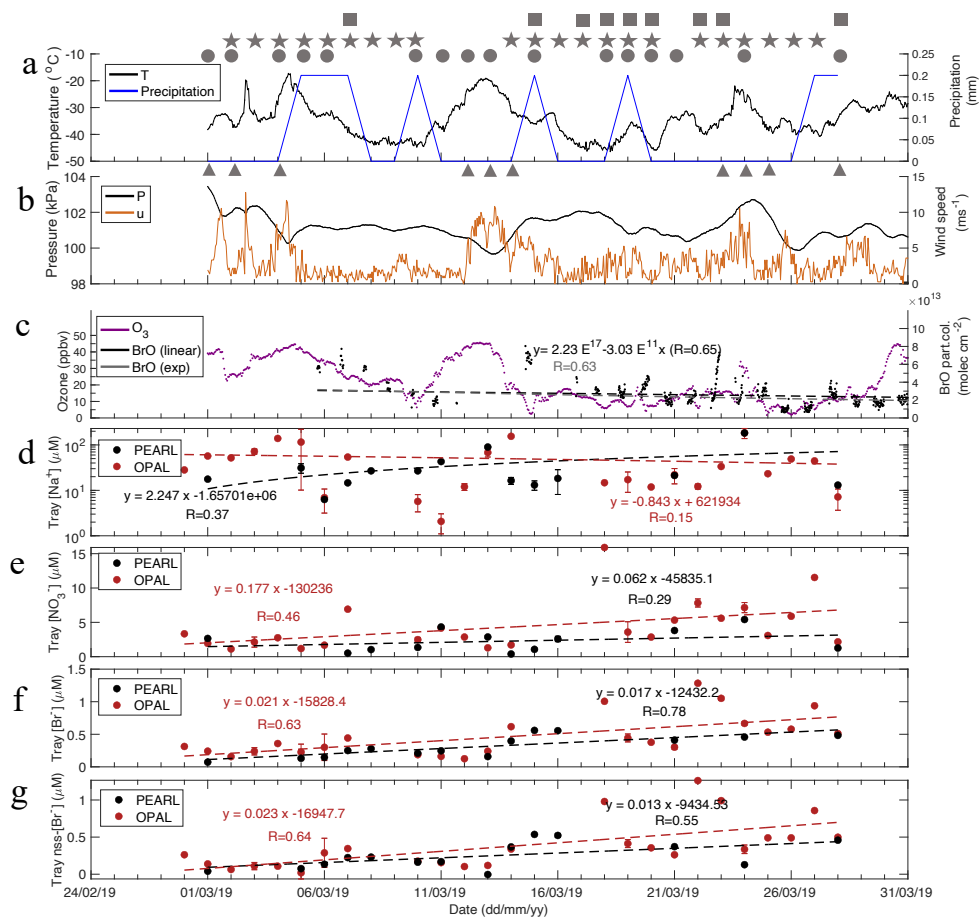 a
Temperature ( °C)
-10
-20
-30
-40
-50
T
Precipitation
0.25
0.2
0.15
0.1
0.05
0
Precipitation
(mm)
b
Pressure (kPa)
104
102
100
98
P
u
15
10
5
0
Wind speed
(ms-1)
c
Ozone (ppbv)
50
40
30
20
10
0
O3
BrO (linear)
BrO (exp)
y= 2.23 E17-3.03 E11x (R=0.65)
R=0.63
× 1013
10
8
6
4
2
0
BrO part.col.
(molec cm-2)
d
Tray [Na+] (μM)
102
101
100
PEARL
OPAL
y = 2.247 x -1.65701e+06
R=0.37
y = -0.843 x + 621934
R=0.15
e
Tray [NO3-] (μM)
15
10
5
0
PEARL
OPAL
y = 0.177 x -130236
R=0.46
y = 0.062 x -45835.1
R=0.29
f
Tray [Br-] (μM)
1.5
1
0.5
0
PEARL
OPAL
y = 0.021 x -15828.4
R=0.63
y = 0.017 x -12432.2
R=0.78
g
Tray nss-[Br-] (μM)
1
0.5
0
PEARL
OPAL
y = 0.023 x -16947.7
R=0.64
y = 0.013 x -9434.53
R=0.55
24/02/19
01/03/19
06/03/19
11/03/19
16/03/19
21/03/19
26/03/19
31/03/19
Date (dd/mm/yy)